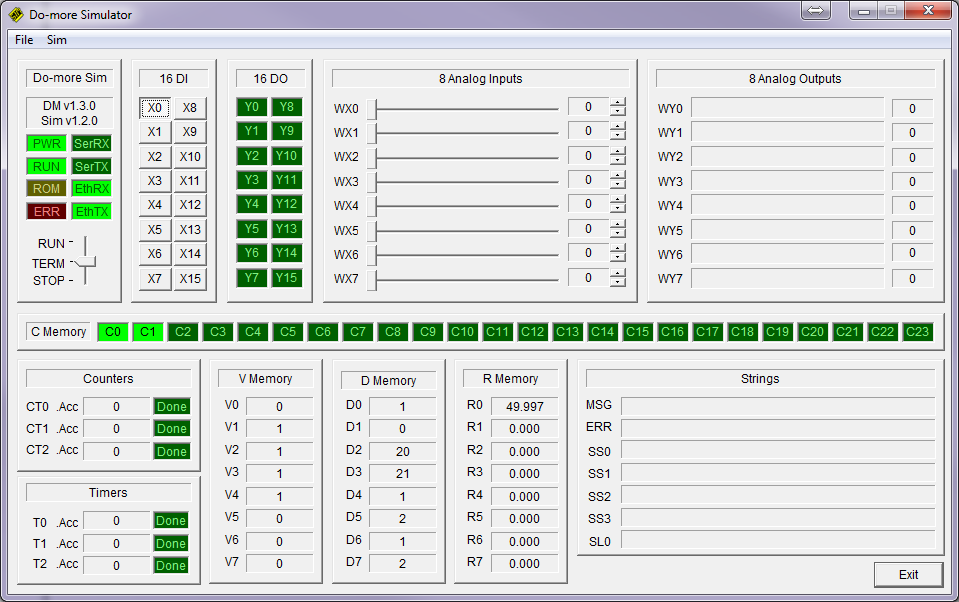 Do-more Simulator
File Sim
Do-more Sim
DM v1.3.0
Sim v1.2.0
PWR SerRX
RUN SerTX
ROM EthRX
ERR EthTX
RUN
TERM
STOP
16 DI
X0 X8
X1 X9
X2 X10
X3 X11
X4 X12
X5 X13
X6 X14
X7 X15
16 DO
Y0 Y8
Y1 Y9
Y2 Y10
Y3 Y11
Y4 Y12
Y5 Y13
Y6 Y14
Y7 Y15
8 Analog Inputs
WX0 0
WX1 0
WX2 0
WX3 0
WX4 0
WX5 0
WX6 0
WX7 0
8 Analog Outputs
WY0 0
WY1 0
WY2 0
WY3 0
WY4 0
WY5 0
WY6 0
WY7 0
C Memory C0 C1 C2 C3 C4 C5 C6 C7 C8 C9 C10 C11 C12 C13 C14 C15 C16 C17 C18 C19 C20 C21 C22 C23
Counters
CT0 .Acc 0 Done
CT1 .Acc 0 Done
CT2 .Acc 0 Done
Timers
T0 .Acc 0 Done
T1 .Acc 0 Done
T2 .Acc 0 Done
V Memory
V0 0
V1 1
V2 1
V3 1
V4 1
V5 0
V6 0
V7 0
D Memory
D0 1
D1 0
D2 20
D3 21
D4 1
D5 2
D6 1
D7 2
R Memory
R0 49.997
R1 0.000
R2 0.000
R3 0.000
R4 0.000
R5 0.000
R6 0.000
R7 0.000
Strings
MSG
ERR
SS0
SS1
SS2
SS3
SL0
Exit